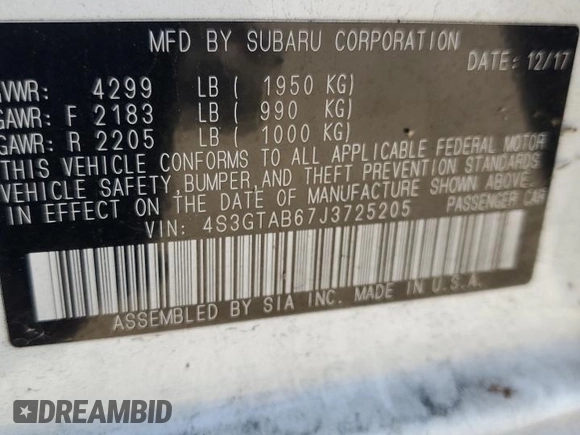 MFD BY SUBARU CORPORATION
DATE: 12/17
VWR: 4299 LB ( 1950 KG)
GAWR: F 2183 LB ( 990 KG)
GAWR: R 2205 LB ( 1000 KG)
THIS VEHICLE CONFORMS TO ALL APPLICABLE FEDERAL MOTOR
VEHICLE SAFETY, BUMPER, AND THEFT PREVENTION STANDARDS
IN EFFECT ON THE DATE OF MANUFACTURE SHOWN ABOVE.
VIN: 4S3GTAB67J3725205 PASSENGER CAR
ASSEMBLED BY SIA INC. MADE IN U.S.A.
DREAMBID